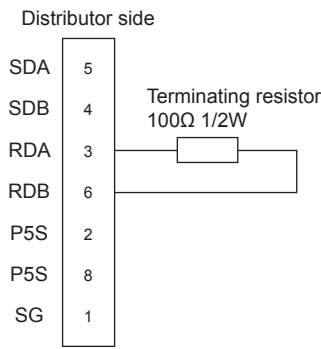 Distributor side
SDA 5
SDB 4
Terminating resistor
100Ω 1/2W
RDA 3
RDB 6
P5S 2
P5S 8
SG 1